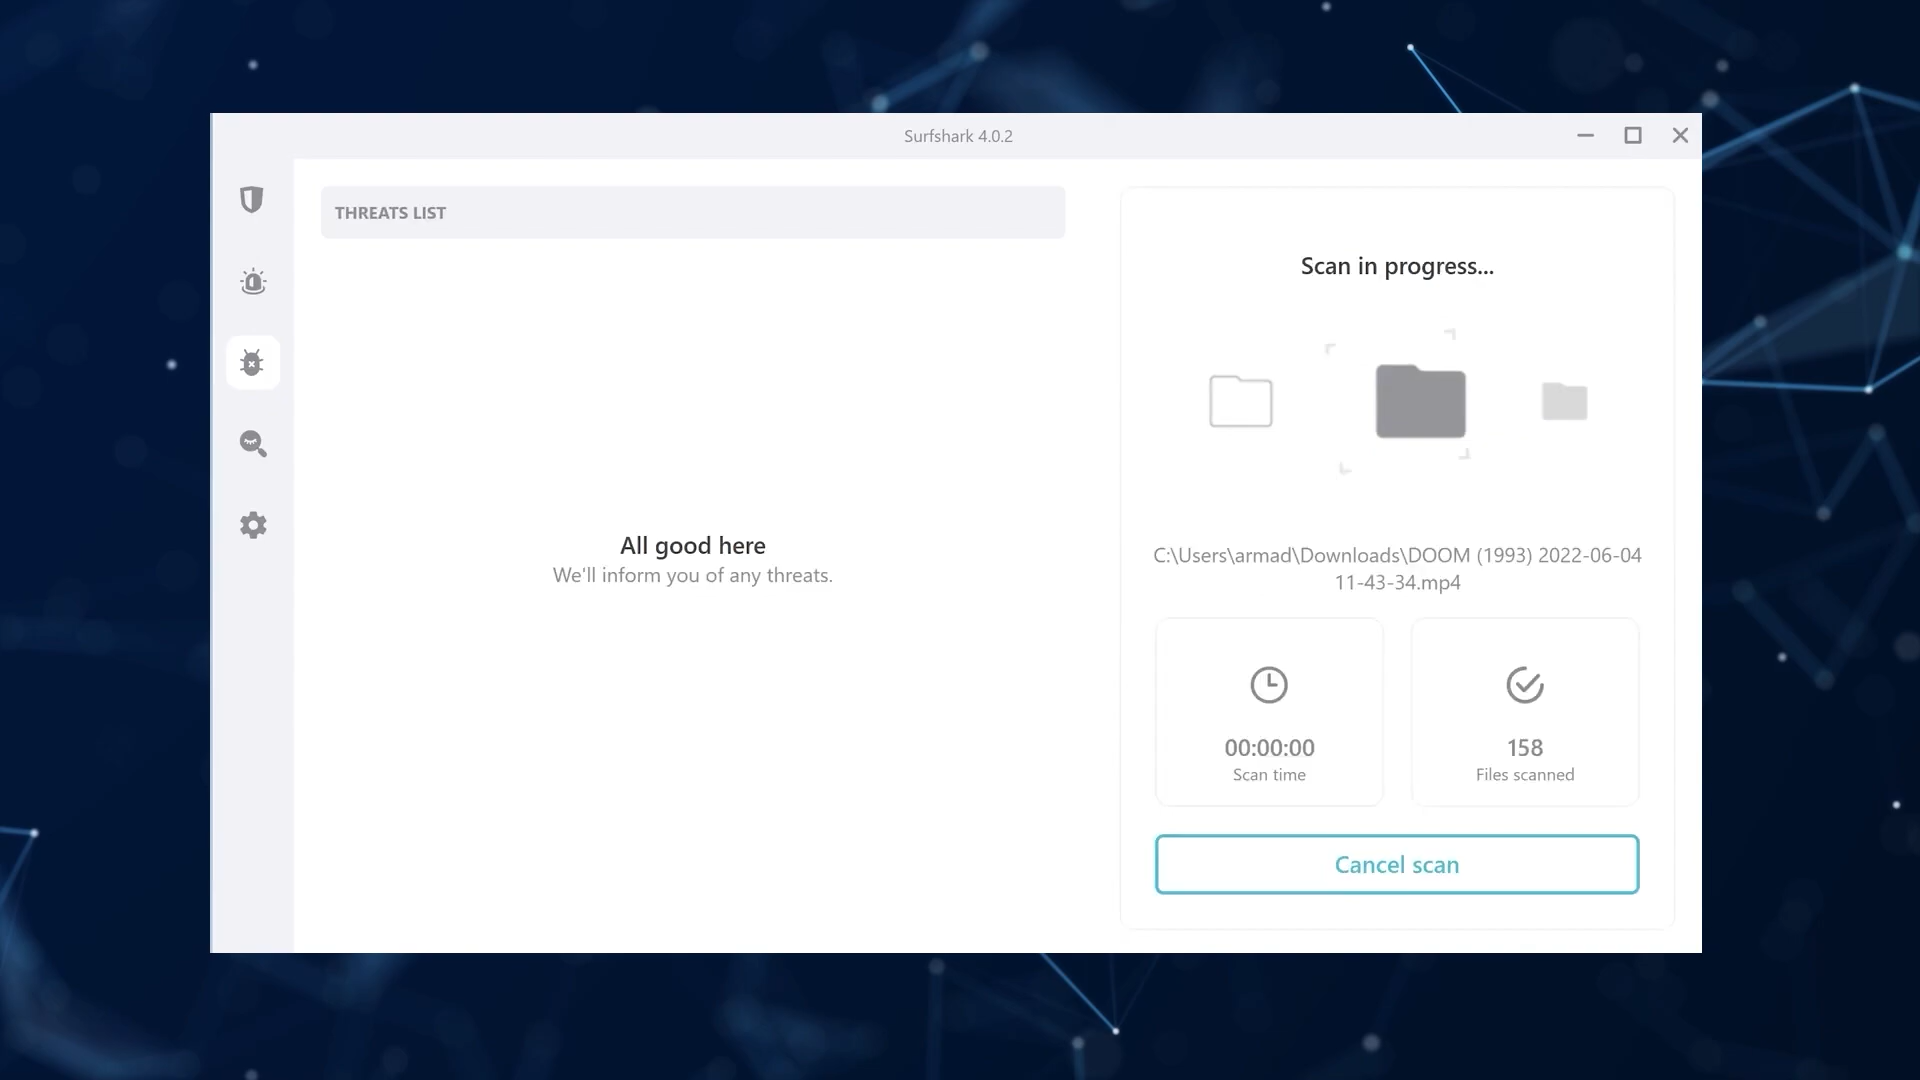 Surfshark 4.0.2
THREATS LIST
All good here
We'll inform you of any threats.
Scan in progress...
C:\Users\armad\Downloads\DOOM (1993) 2022-06-04
11-43-34.mp4
00:00:00
Scan time
158
Files scanned
Cancel scan